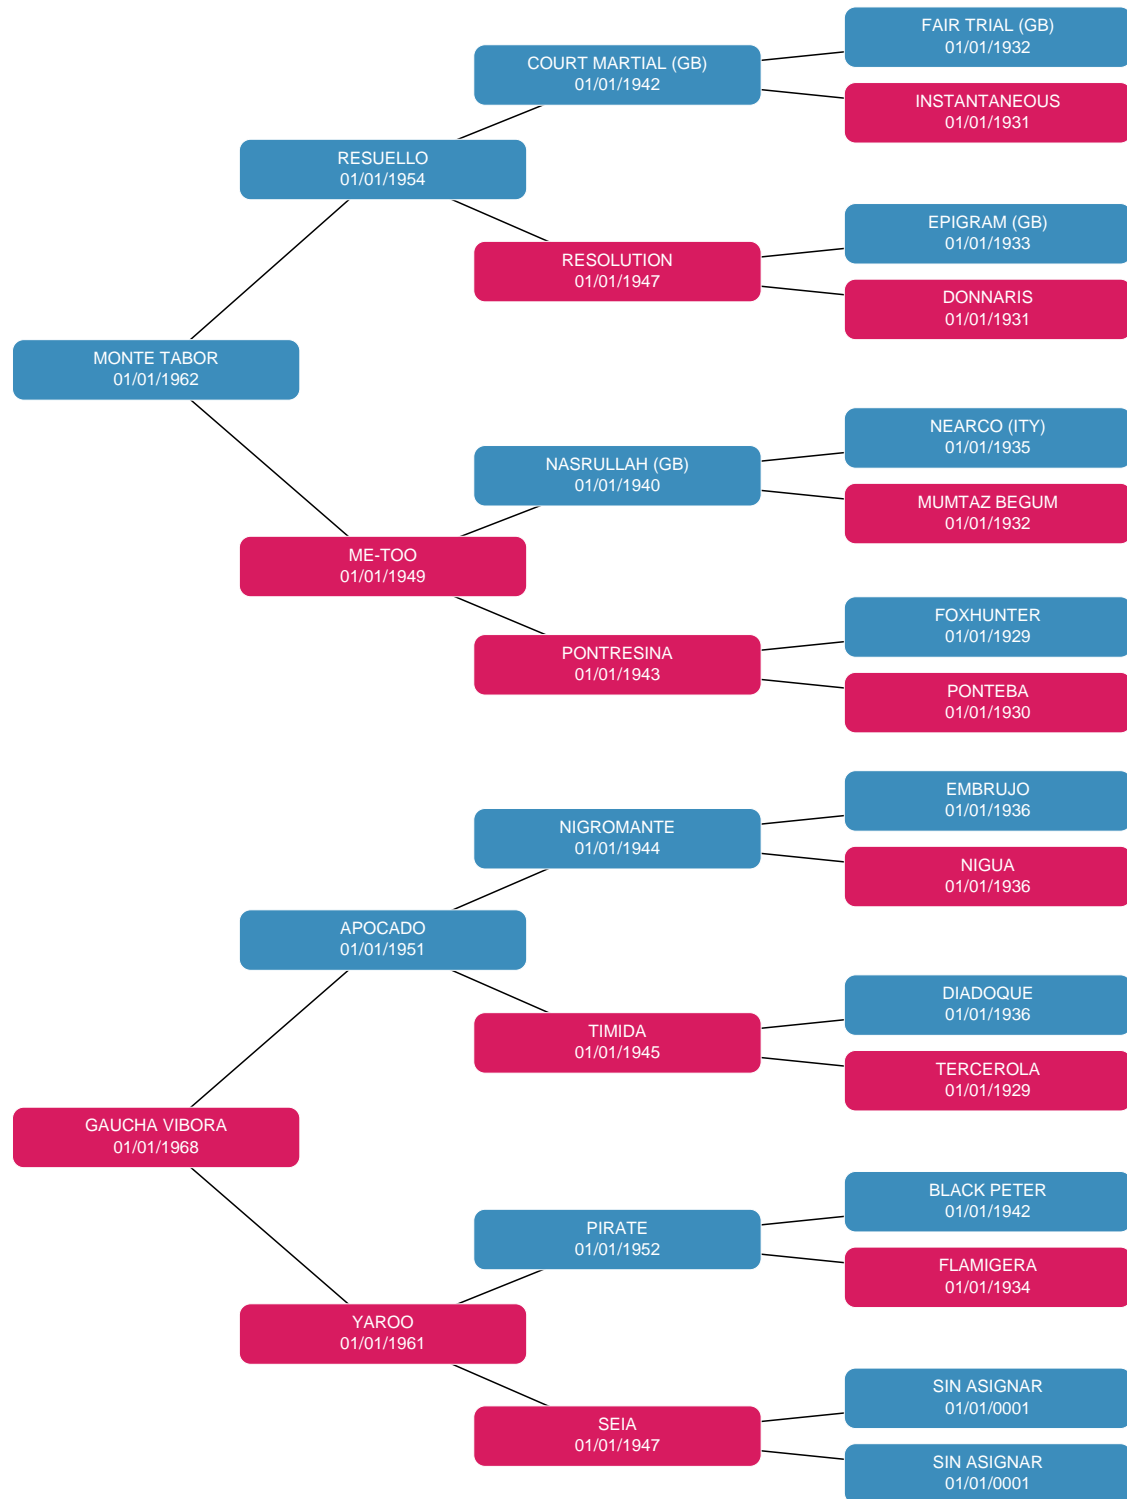 FAIR TRIAL (GB)
01/01/1932
COURT MARTIAL (GB)
01/01/1942
INSTANTANEOUS
01/01/1931
RESUELLO
01/01/1954
EPIGRAM (GB)
01/01/1933
RESOLUTION
01/01/1947
DONNARIS
01/01/1931
MONTE TABOR
01/01/1962
NEARCO (ITY)
01/01/1935
NASRULLAH (GB)
01/01/1940
MUMTAZ BEGUM
01/01/1932
ME-TOO
01/01/1949
FOXHUNTER
01/01/1929
PONTRESINA
01/01/1943
PONTEBA
01/01/1930
EMBRUJO
01/01/1936
NIGROMANTE
01/01/1944
NIGUA
01/01/1936
APOCADO
01/01/1951
DIADOQUE
01/01/1936
TIMIDA
01/01/1945
TERCEROLA
01/01/1929
GAUCHA VIBORA
01/01/1968
BLACK PETER
01/01/1942
PIRATE
01/01/1952
FLAMIGERA
01/01/1934
YAROO
01/01/1961
SIN ASIGNAR
01/01/0001
SEIA
01/01/1947
SIN ASIGNAR
01/01/0001